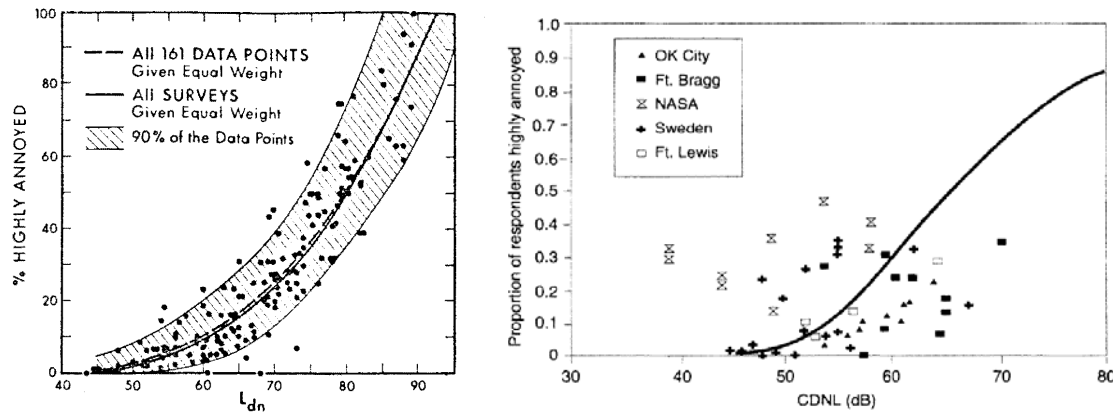 100
80
60
40
20
0
% HIGHLY ANNOYED
All 161 DATA POINTS
Given Equal Weight
All SURVEYS
Given Equal Weight
90% of the Data Points
40 50 60 70 80 90
Ldn
1.0
0.9
0.8
0.7
0.6
0.5
0.4
0.3
0.2
0.1
0
Proportion of respondents highly annoyed
OK City
Ft. Bragg
NASA
Sweden
Ft. Lewis
30 40 50 60 70 80
CDNL (dB)